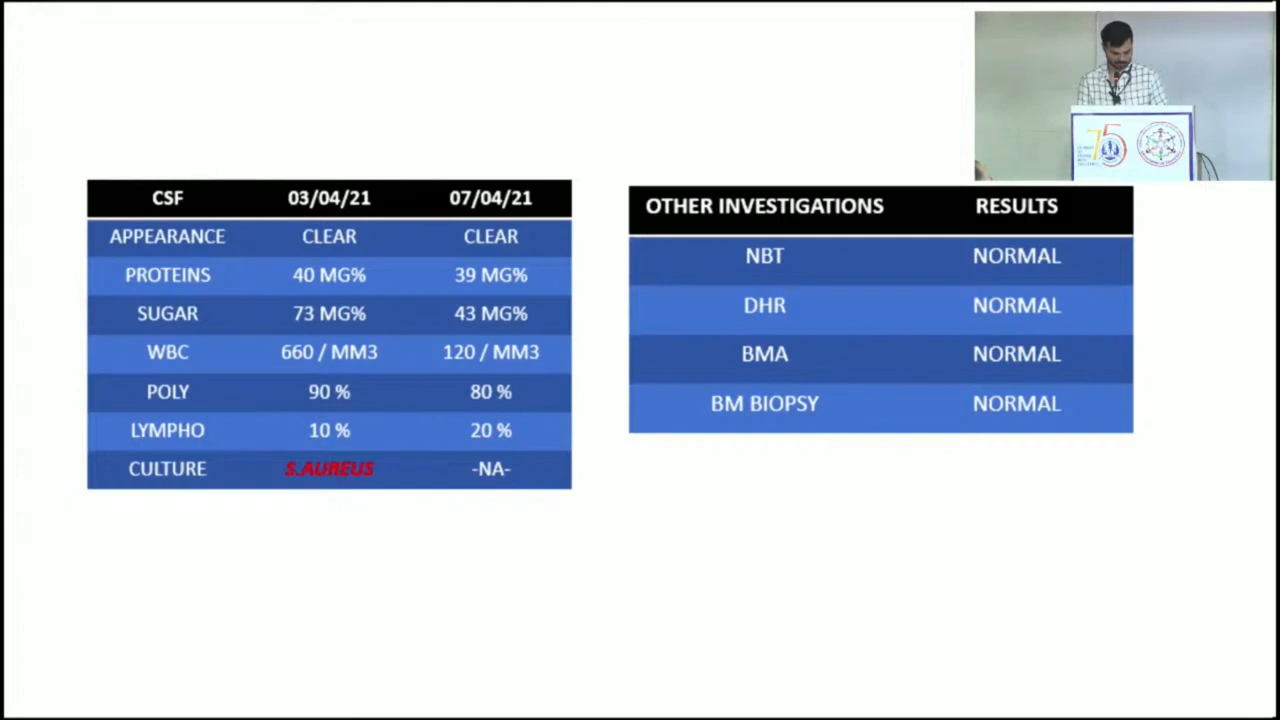 CSF 03/04/21 07/04/21
APPEARANCE CLEAR CLEAR
PROTEINS 40 MG% 39 MG%
SUGAR 73 MG% 43 MG%
WBC 660 / MM3 120 / MM3
POLY 90 % 80 %
LYMPHO 10 % 20 %
CULTURE S.AUREUS -NA-
OTHER INVESTIGATIONS RESULTS
NBT NORMAL
DHR NORMAL
BMA NORMAL
BM BIOPSY NORMAL
75